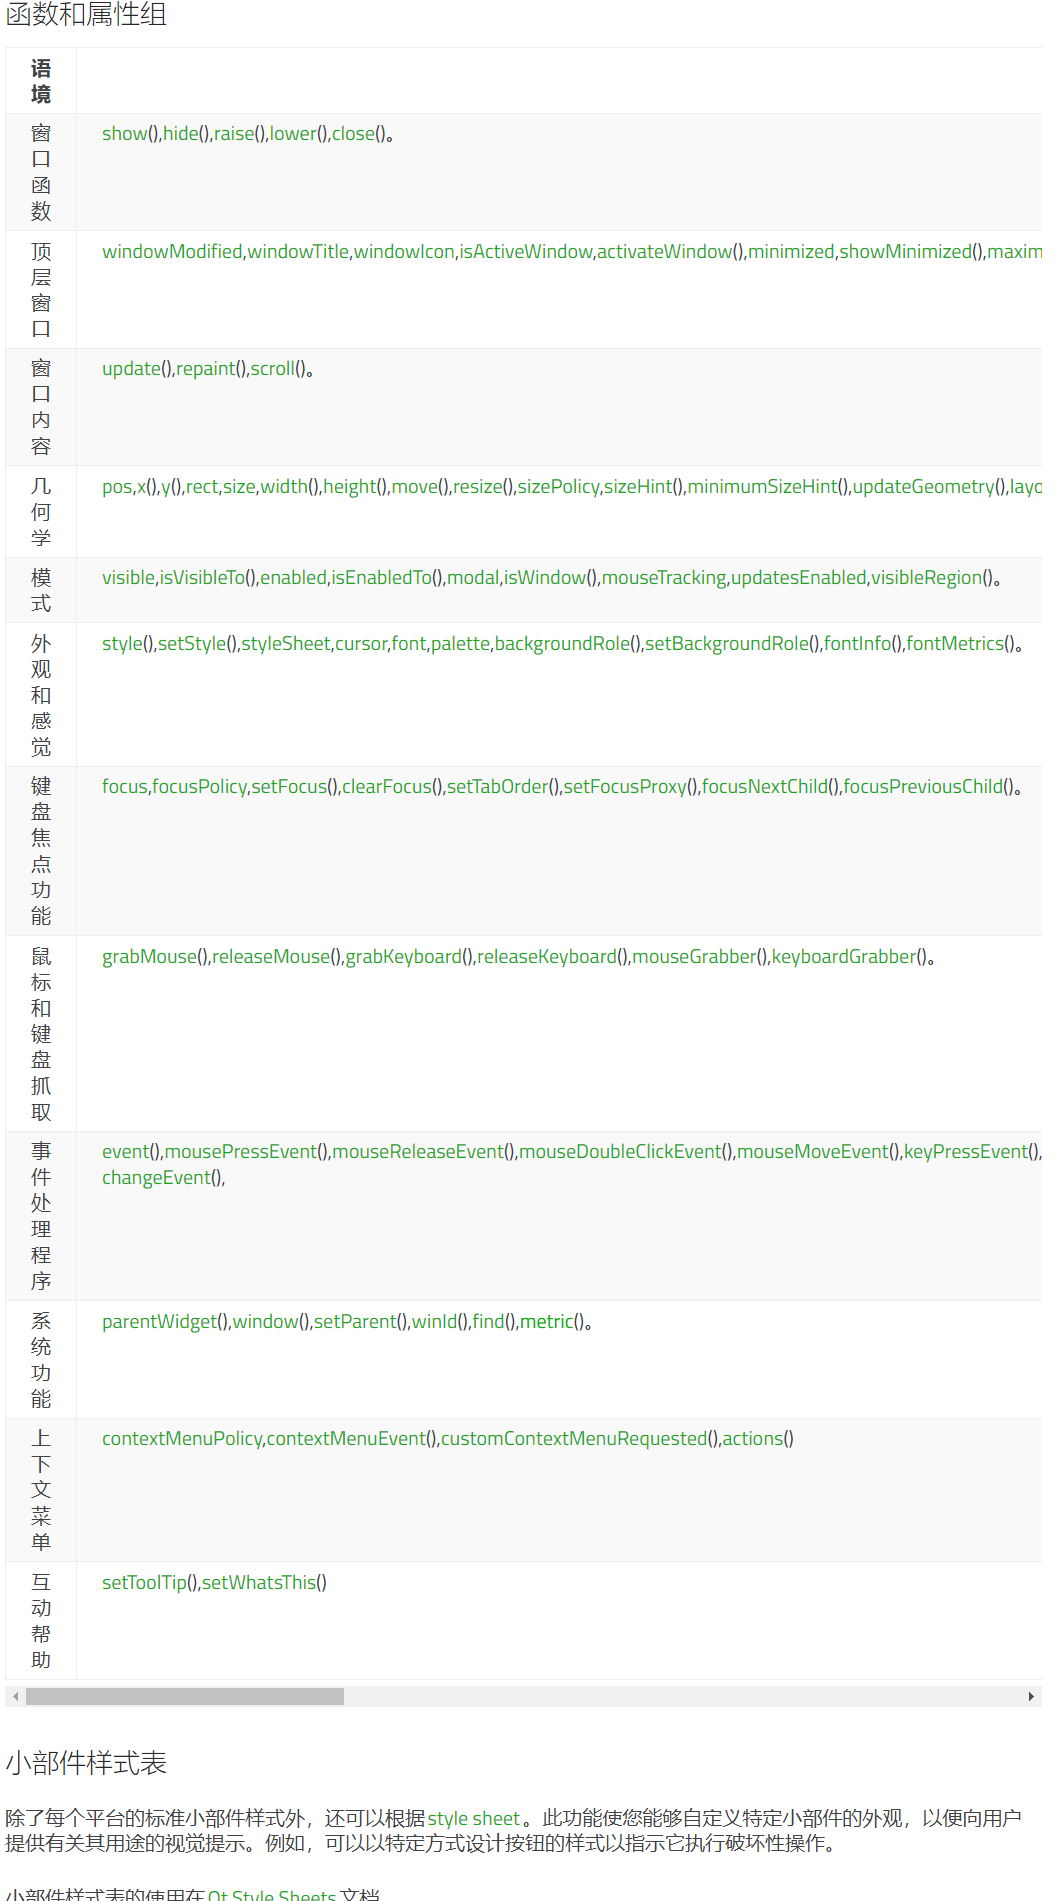 函数和属性组
语
境
窗
口
函
数
show(),hide(),raise(),lower(),close()。
顶
层
窗
口
windowModified,windowTitle,windowIcon,isActiveWindow,activateWindow(),minimized,showMinimized(),maxim
窗
口
内
容
update(),repaint(),scroll()。
几
何
学
pos,x(),y(),rect,size,width(),height(),move(),resize(),sizePolicy,sizeHint(),minimumSizeHint(),updateGeometry(),layo
模
式
visible,isVisibleTo(),enabled,isEnabledTo(),modal,isWindow(),mouseTracking,updatesEnabled,visibleRegion()。
外
观
和
感
觉
style(),setStyle(),styleSheet,cursor,font,palette,backgroundRole(),setBackgroundRole(),fontInfo(),fontMetrics()。
键
盘
焦
点
功
能
focus,focusPolicy,setFocus(),clearFocus(),setTabOrder(),setFocusProxy(),focusNextChild(),focusPreviousChild()。
鼠
标
和
键
盘
抓
取
grabMouse(),releaseMouse(),grabKeyboard(),releaseKeyboard(),mouseGrabber(),keyboardGrabber()。
事
件
处
理
程
序
event(),mousePressEvent(),mouseReleaseEvent(),mouseDoubleClickEvent(),mouseMoveEvent(),keyPressEvent(),
changeEvent(),
系
统
功
能
parentWidget(),window(),setParent(),winId(),find(),metric()。
上
下
文
菜
单
contextMenuPolicy,contextMenuEvent(),customContextMenuRequested(),actions()
互
动
帮
助
setToolTip(),setWhatsThis()
小部件样式表
除了每个平台的标准小部件样式外，还可以根据style sheet。此功能使您能够自定义特定小部件的外观，以便向用户
提供有关其用途的视觉提示。例如，可以以特定方式设计按钮的样式以指示它执行破坏性操作。
小部件样式表的使用在Qt Style Sheets文档